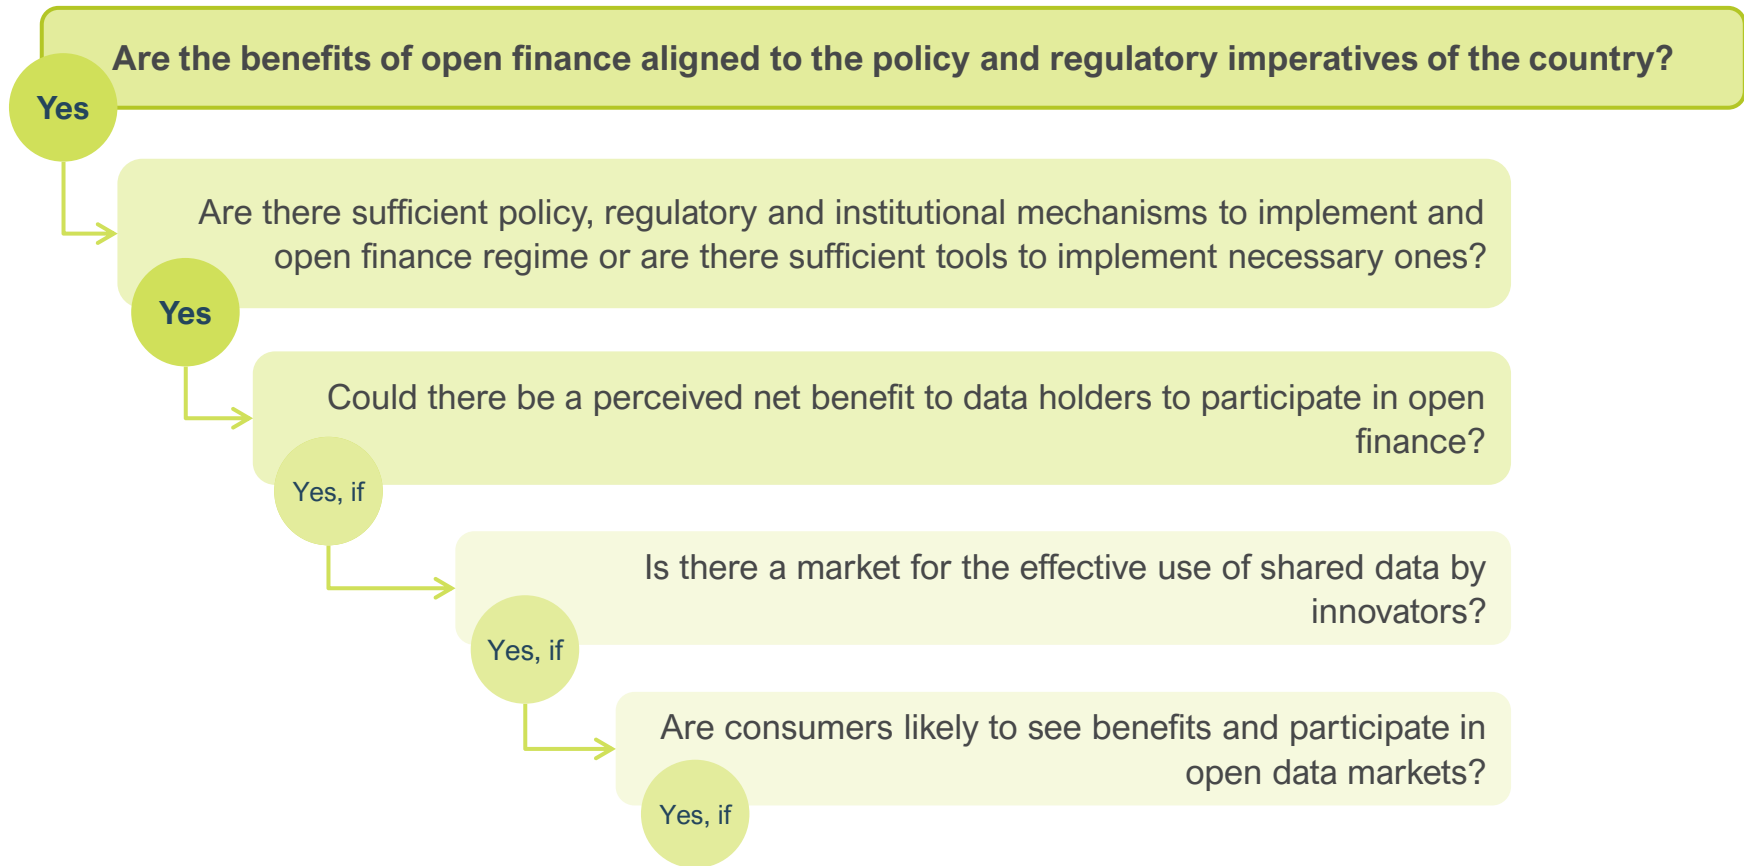 Are the benefits of open finance aligned to the policy and regulatory imperatives of the country?
Yes
Are there sufficient policy, regulatory and institutional mechanisms to implement and
open finance regime or are there sufficient tools to implement necessary ones?
Yes
Could there be a perceived net benefit to data holders to participate in open
finance?
Yes, if
Is there a market for the effective use of shared data by
innovators?
Yes, if
Are consumers likely to see benefits and participate in
open data markets?
Yes, if